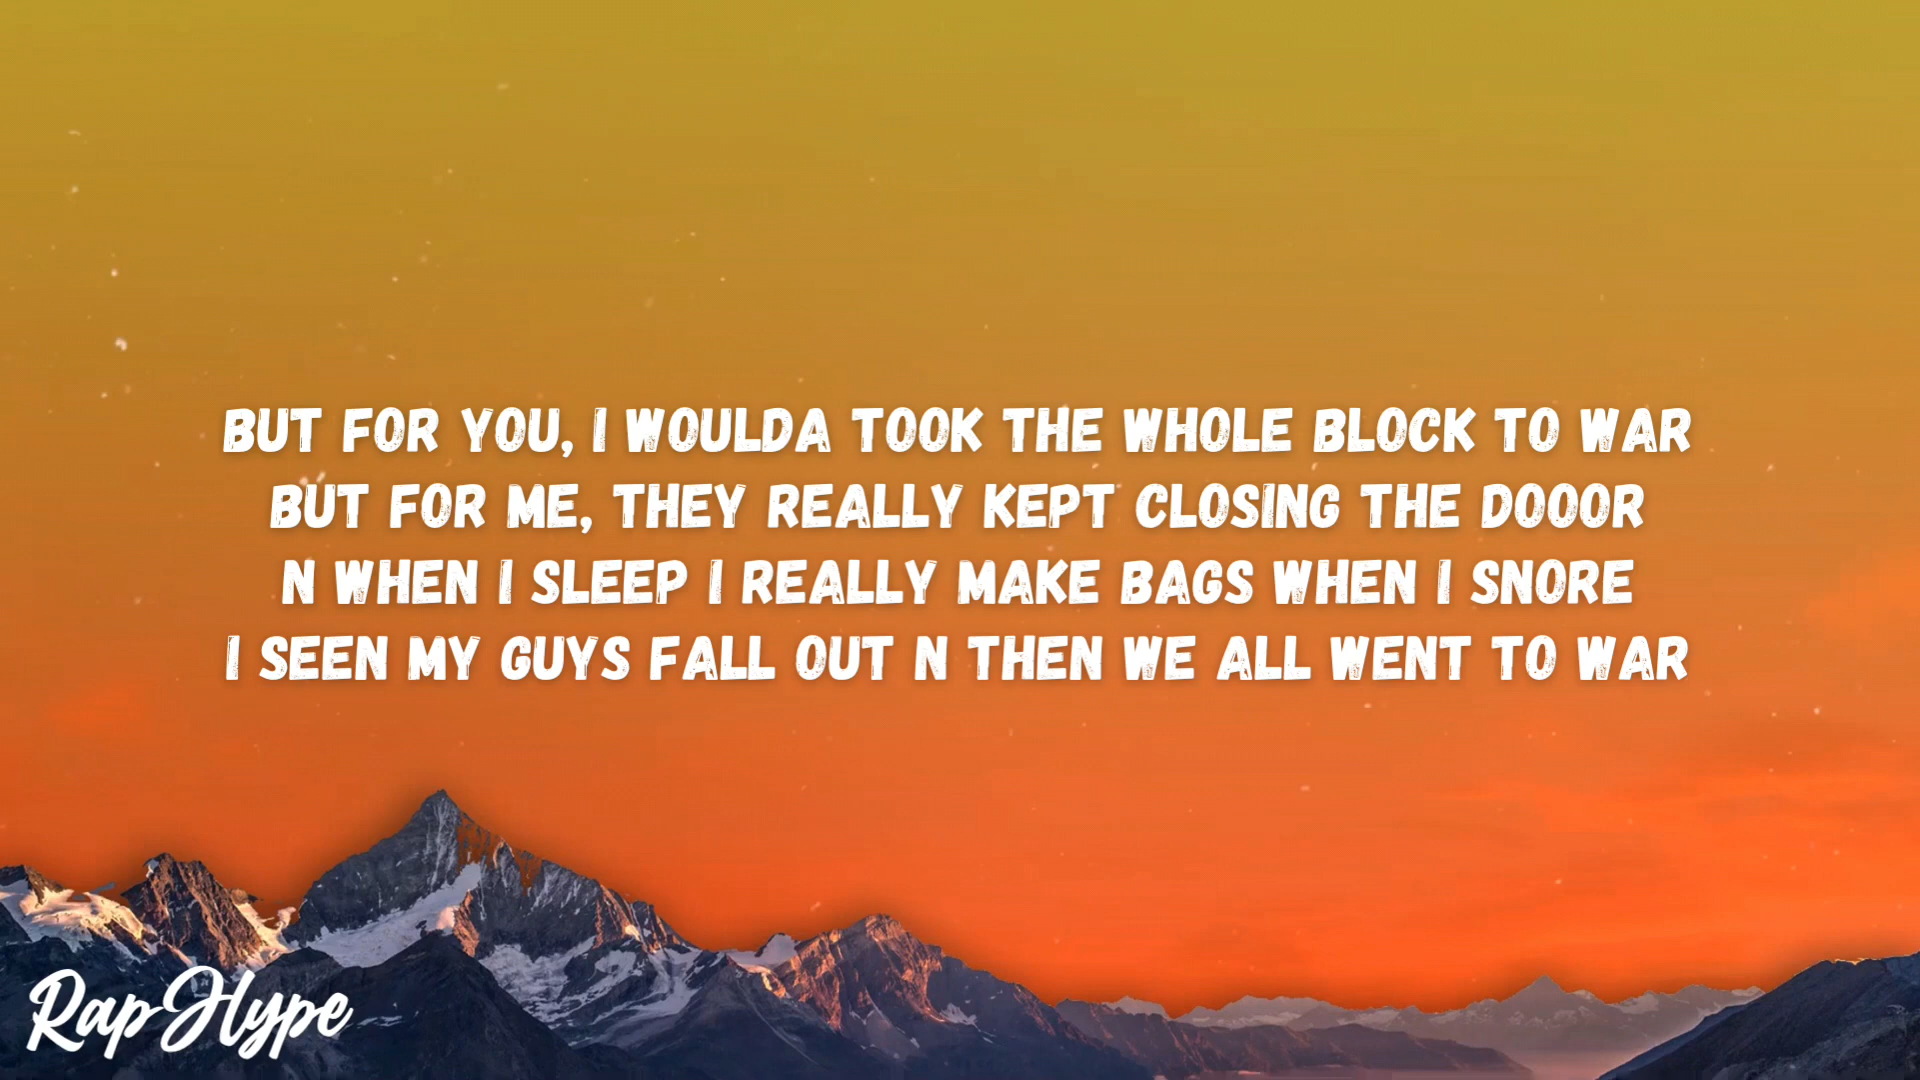 BUT FOR YOU, I WOULDA TOOK THE WHOLE BLOCK TO WAR
BUT FOR ME, THEY REALLY KEPT CLOSING THE DOOOR
N WHEN I SLEEP I REALLY MAKE BAGS WHEN I SNORE
I SEEN MY GUYS FALL OUT N THEN WE ALL WENT TO WAR
RapHype